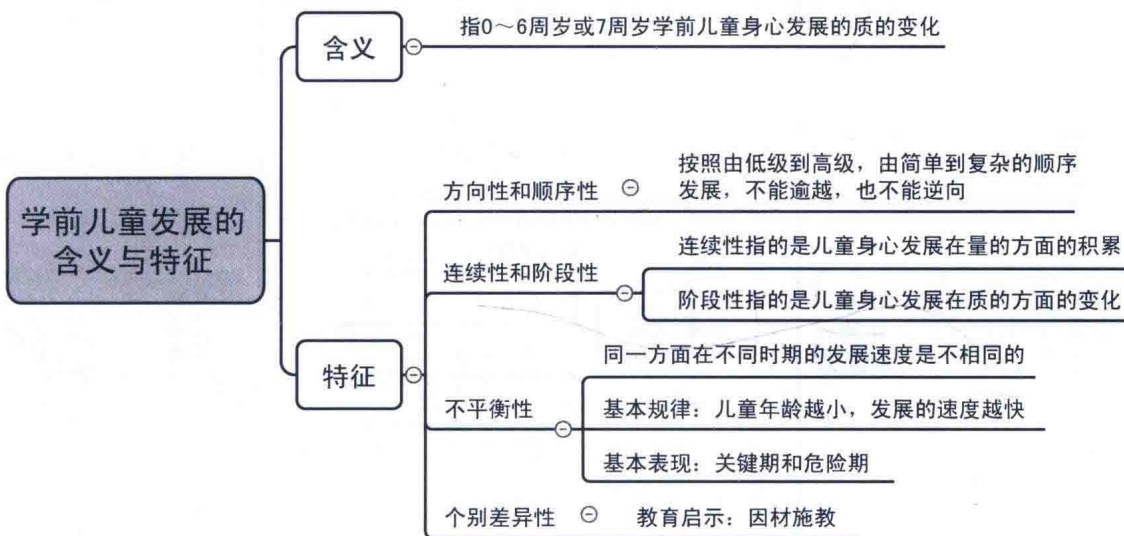 学前儿童发展的
含义与特征
含义
指0～6周岁或7周岁学前儿童身心发展的质的变化
特征
方向性和顺序性
按照由低级到高级，由简单到复杂的顺序
发展，不能逾越，也不能逆向
连续性和阶段性
连续性指的是儿童身心发展在量的方面的积累
阶段性指的是儿童身心发展在质的方面的变化
不平衡性
同一方面在不同时期的发展速度是不相同的
基本规律：儿童年龄越小，发展的速度越快
基本表现：关键期和危险期
个别差异性
教育启示：因材施教